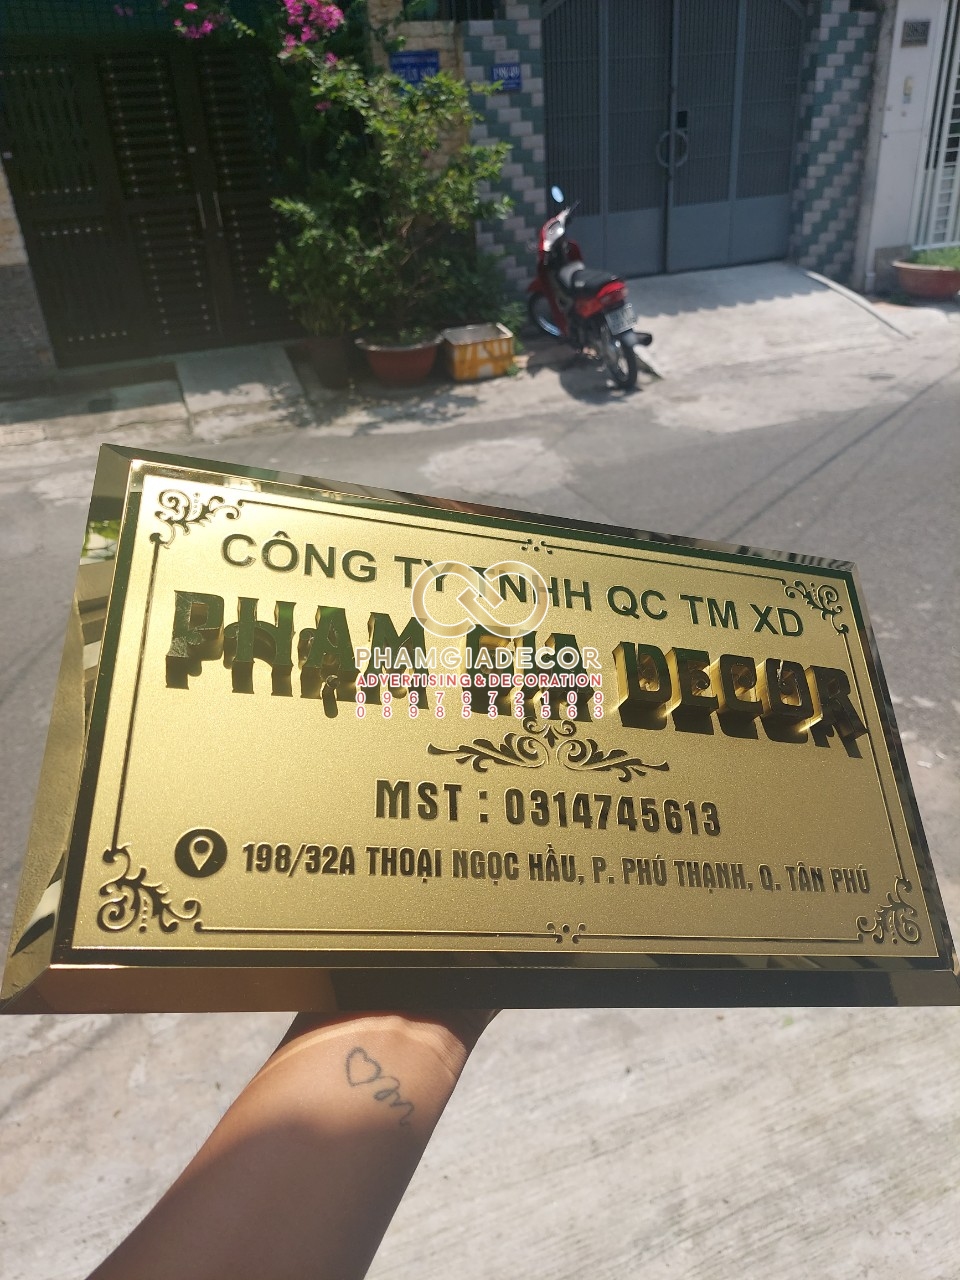 CÔNG TY TNHH QC TM XD
PHAM GIA DECOR
PHAMGIADECOR
ADVERTISING & DECORATION
0967672109
0898533563
MST : 0314745613
198/32A THOẠI NGỌC HẦU, P. PHÚ THẠNH, Q. TÂN PHÚ